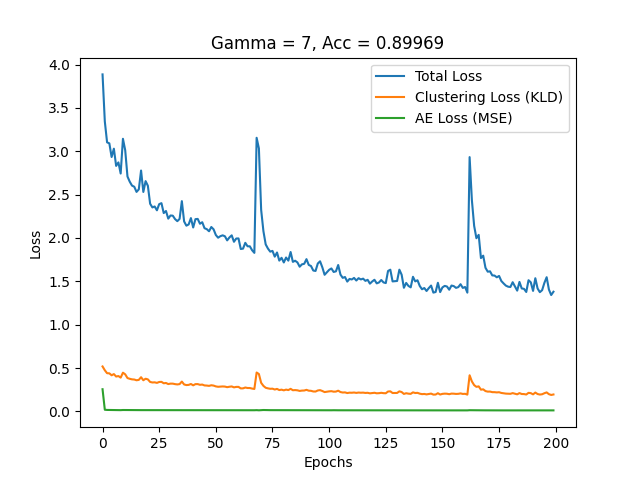 Gamma = 7, Acc = 0.89969
Total Loss
Clustering Loss (KLD)
AE Loss (MSE)
4.0
3.5
3.0
2.5
2.0
1.5
1.0
0.5
0.0
Loss
0 25 50 75 100 125 150 175 200
Epochs